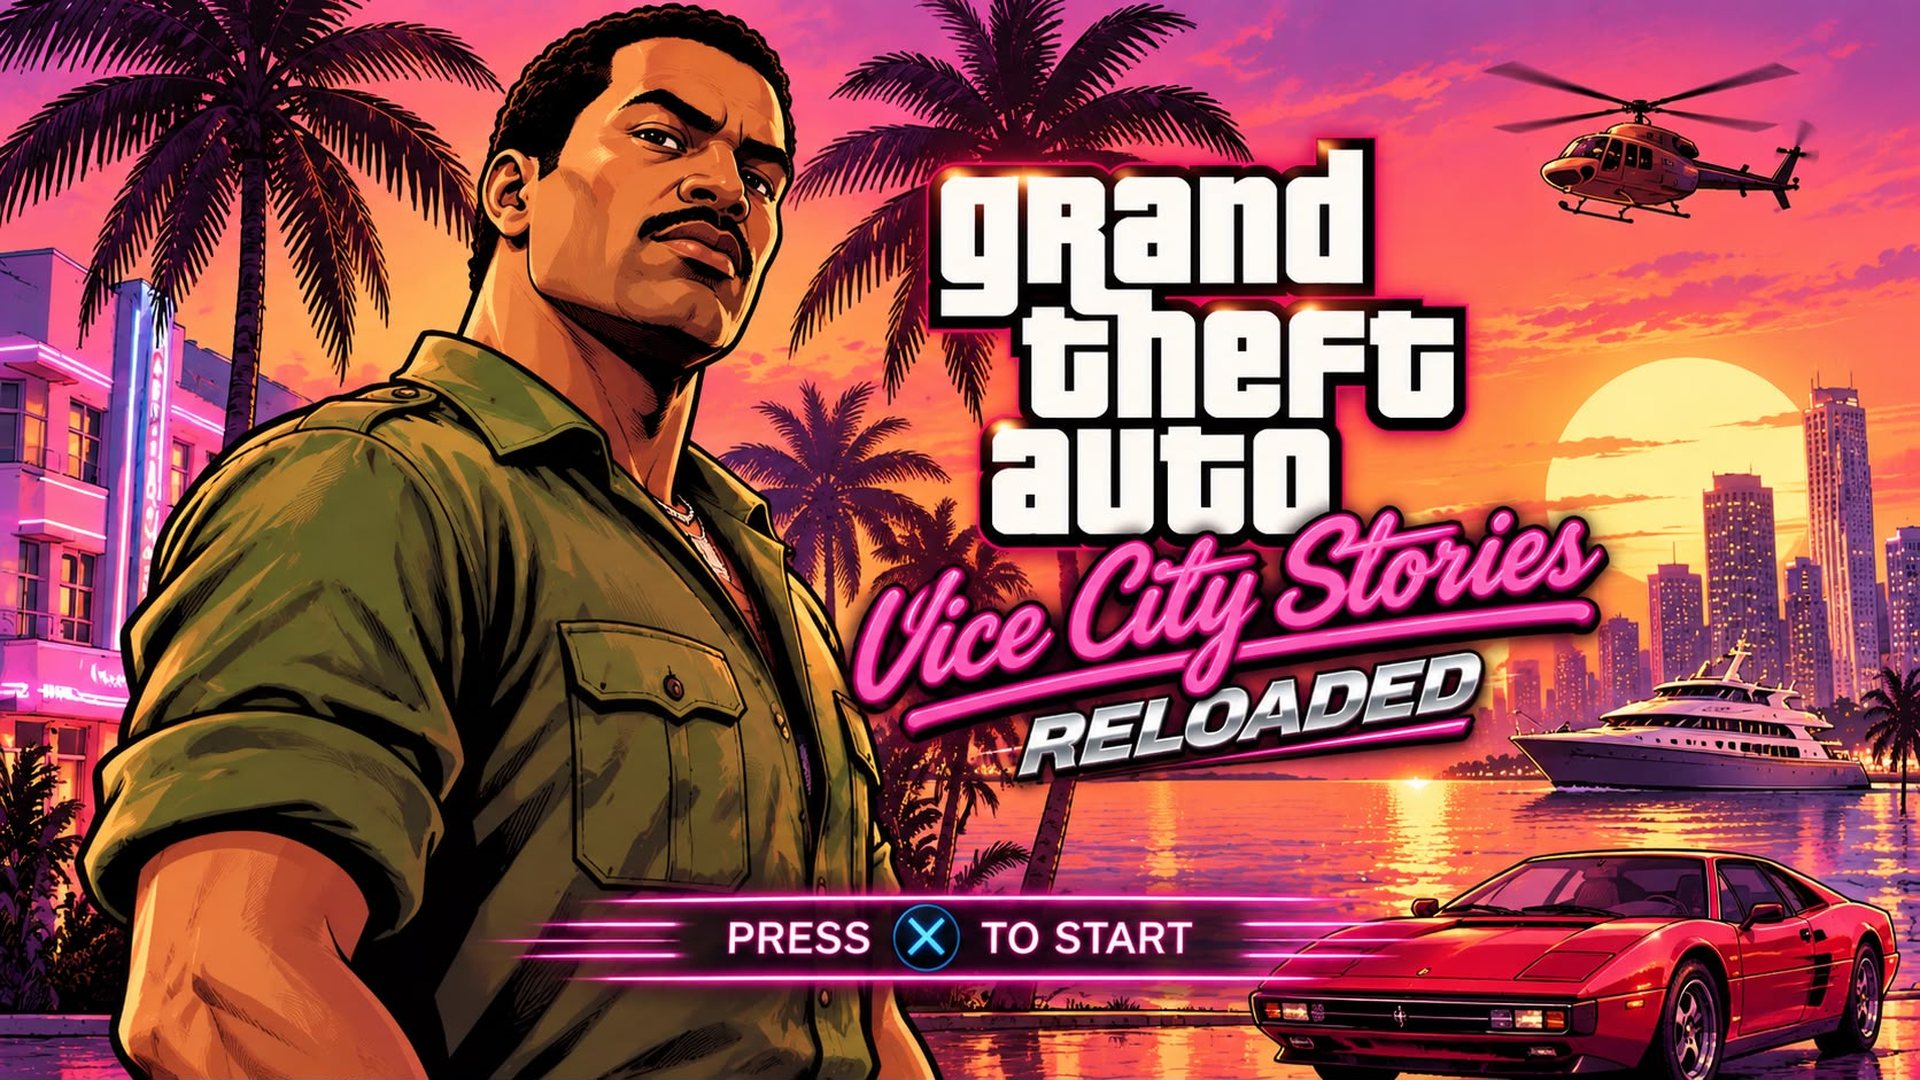 grand
theft
auto
Vice City Stories
RELOADED
PRESS X TO START